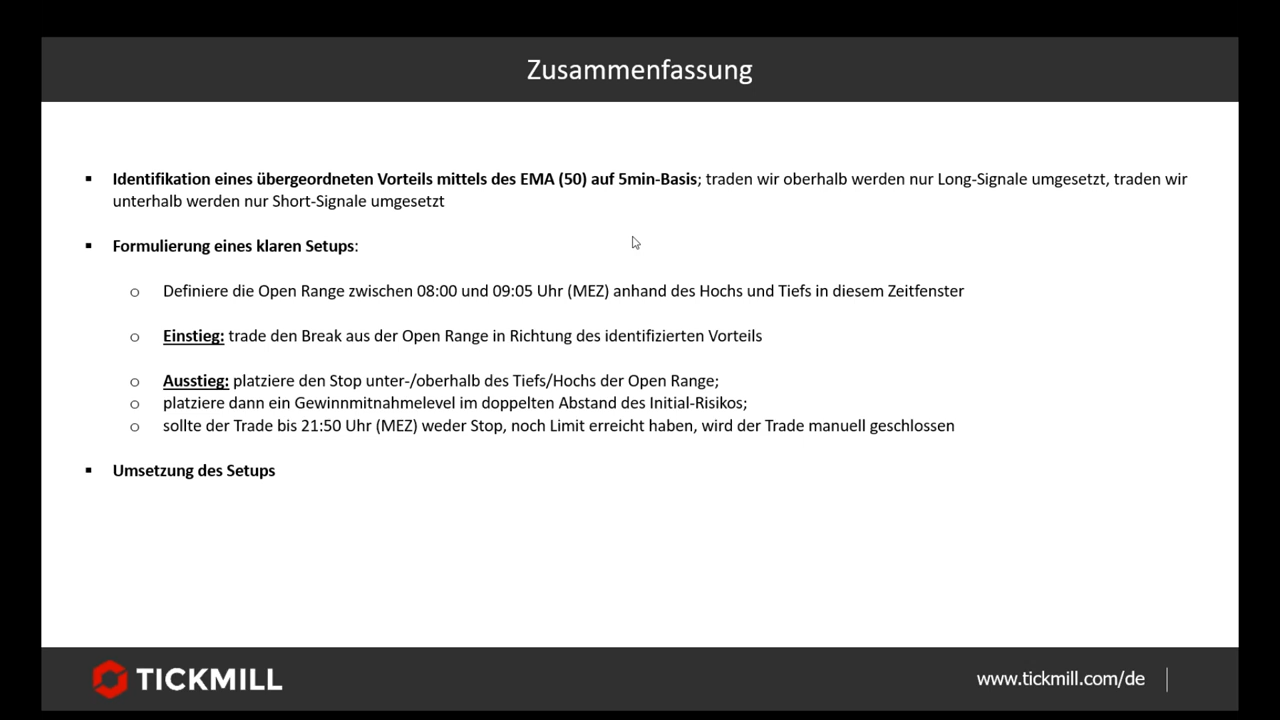 Zusammenfassung
▪ Identifikation eines übergeordneten Vorteils mittels des EMA (50) auf 5min-Basis; traden wir oberhalb werden nur Long-Signale umgesetzt, traden wir
unterhalb werden nur Short-Signale umgesetzt
▪ Formulierung eines klaren Setups:
o Definiere die Open Range zwischen 08:00 und 09:05 Uhr (MEZ) anhand des Hochs und Tiefs in diesem Zeitfenster
o Einstieg: trade den Break aus der Open Range in Richtung des identifizierten Vorteils
o Ausstieg: platziere den Stop unter-/oberhalb des Tiefs/Hochs der Open Range;
o platziere dann ein Gewinnmitnahmelevel im doppelten Abstand des Initial-Risikos;
o sollte der Trade bis 21:50 Uhr (MEZ) weder Stop, noch Limit erreicht haben, wird der Trade manuell geschlossen
▪ Umsetzung des Setups
TICKMILL
www.tickmill.com/de